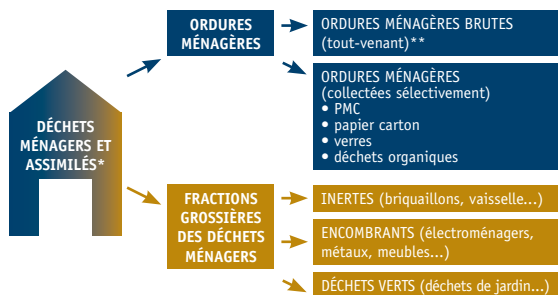 DÉCHETS
MÉNAGERS ET
ASSIMILÉS*
ORDURES
MÉNAGÈRES
ORDURES MÉNAGÈRES BRUTES
(tout-venant)**
ORDURES MÉNAGÈRES
(collectées sélectivement)
• PMC
• papier carton
• verres
• déchets organiques
FRACTIONS
GROSSIÈRES
DES DÉCHETS
MÉNAGERS
INERTES (briquaillons, vaisselle...)
ENCOMBRANTS (électroménagers,
métaux, meubles...)
DÉCHETS VERTS (déchets de jardin...)